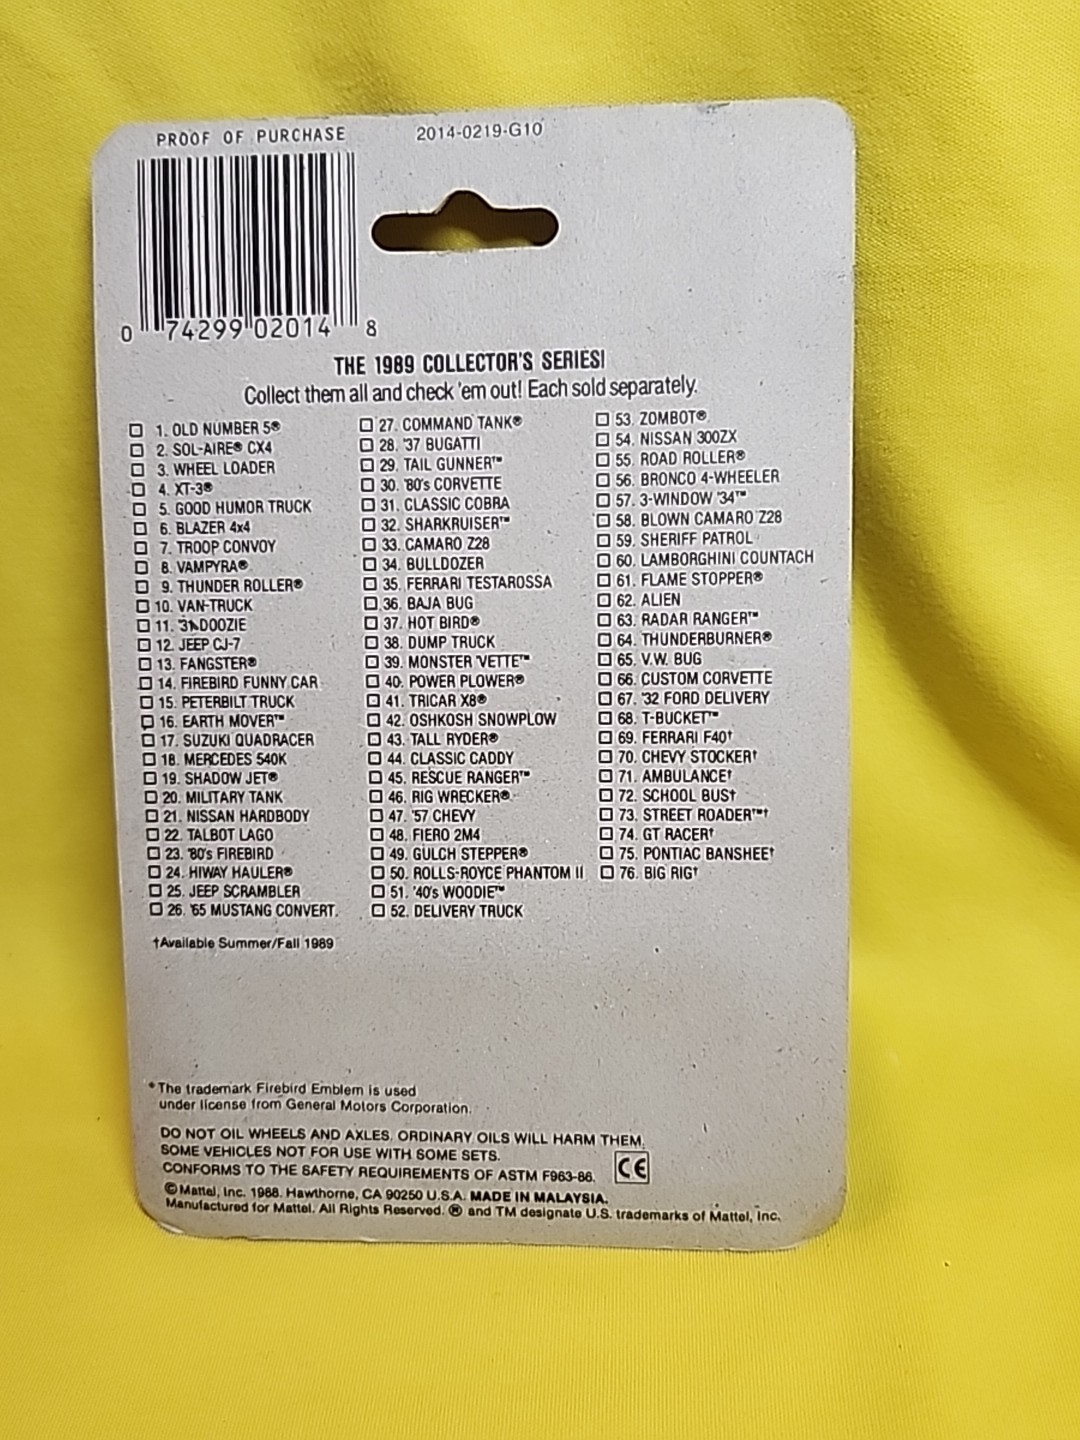 PROOF OF PURCHASE
2014-0219-G10
0 74299 02014 8
THE 1989 COLLECTOR'S SERIES!
Collect them all and check 'em out! Each sold separately.
1. OLD NUMBER 5®
2. SOL-AIRE® CX4
3. WHEEL LOADER
4. XT-3®
5. GOOD HUMOR TRUCK
6. BLAZER 4x4
7. TROOP CONVOY
8. VAMPYRA®
9. THUNDER ROLLER®
10. VAN-TRUCK
11. DOOZIE
12. JEEP CJ-7
13. FANGSTER®
14. FIREBIRD FUNNY CAR
15. PETERBILT TRUCK
16. EARTH MOVER™
17. SUZUKI QUADRACER
18. MERCEDES 540K
19. SHADOW JET®
20. MILITARY TANK
21. NISSAN HARDBODY
22. TALBOT LAGO
23. '80's FIREBIRD
24. HIWAY HAULER®
25. JEEP SCRAMBLER
26. '65 MUSTANG CONVERT.
27. COMMAND TANK®
28. '37 BUGATTI
29. TAIL GUNNER™
30. '80's CORVETTE
31. CLASSIC COBRA
32. SHARKRUISER™
33. CAMARO Z28
34. BULLDOZER
35. FERRARI TESTAROSSA
36. BAJA BUG
37. HOT BIRD®
38. DUMP TRUCK
39. MONSTER 'VETTE™
40. POWER PLOWER®
41. TRICAR X8®
42. OSHKOSH SNOWPLOW
43. TALL RYDER®
44. CLASSIC CADDY
45. RESCUE RANGER™
46. RIG WRECKER®
47. '57 CHEVY
48. FIERO 2M4
49. GULCH STEPPER®
50. ROLLS-ROYCE PHANTOM II
51. '40's WOODIE™
52. DELIVERY TRUCK
53. ZOMBOT®
54. NISSAN 300ZX
55. ROAD ROLLER®
56. BRONCO 4-WHEELER
57. 3-WINDOW '34™
58. BLOWN CAMARO Z28
59. SHERIFF PATROL
60. LAMBORGHINI COUNTACH
61. FLAME STOPPER®
62. ALIEN
63. RADAR RANGER™
64. THUNDERBURNER®
65. V.W. BUG
66. CUSTOM CORVETTE
67. '32 FORD DELIVERY
68. T-BUCKET™
69. FERRARI F40†
70. CHEVY STOCKER†
71. AMBULANCE†
72. SCHOOL BUS†
73. STREET ROADER™†
74. GT RACER†
75. PONTIAC BANSHEE†
76. BIG RIG†
†Available Summer/Fall 1989
*The trademark Firebird Emblem is used
under license from General Motors Corporation.
DO NOT OIL WHEELS AND AXLES, ORDINARY OILS WILL HARM THEM.
SOME VEHICLES NOT FOR USE WITH SOME SETS.
CONFORMS TO THE SAFETY REQUIREMENTS OF ASTM F963-86.
CE
©Mattel, Inc. 1988. Hawthorne, CA 90250 U.S.A. MADE IN MALAYSIA.
Manufactured for Mattel. All Rights Reserved. ® and TM designate U.S. trademarks of Mattel, Inc.